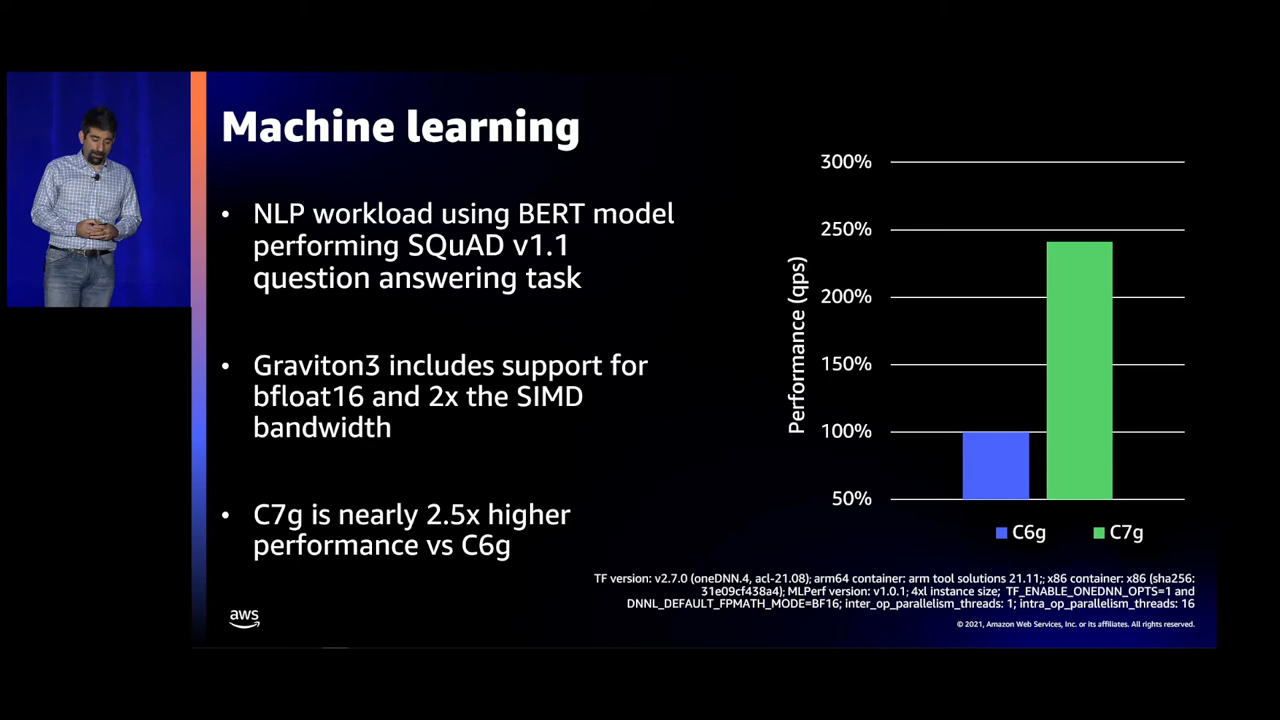 Machine learning
• NLP workload using BERT model
performing SQuAD v1.1
question answering task
• Graviton3 includes support for
bfloat16 and 2x the SIMD
bandwidth
• C7g is nearly 2.5x higher
performance vs C6g
Performance (qps)
300%
250%
200%
150%
100%
50%
C6g
C7g
TF version: v2.7.0 (oneDNN.4, acl-21.08); arm64 container: arm tool solutions 21.11;; x86 container: x86 (sha256:
31e09cf438a4); MLPerf version: v1.0.1; 4xl instance size; TF_ENABLE_ONEDNN_OPTS=1 and
DNNL_DEFAULT_FPMATH_MODE=BF16; inter_op_parallelism_threads: 1; intra_op_parallelism_threads: 16
aws
© 2021, Amazon Web Services, Inc. or its affiliates. All rights reserved.